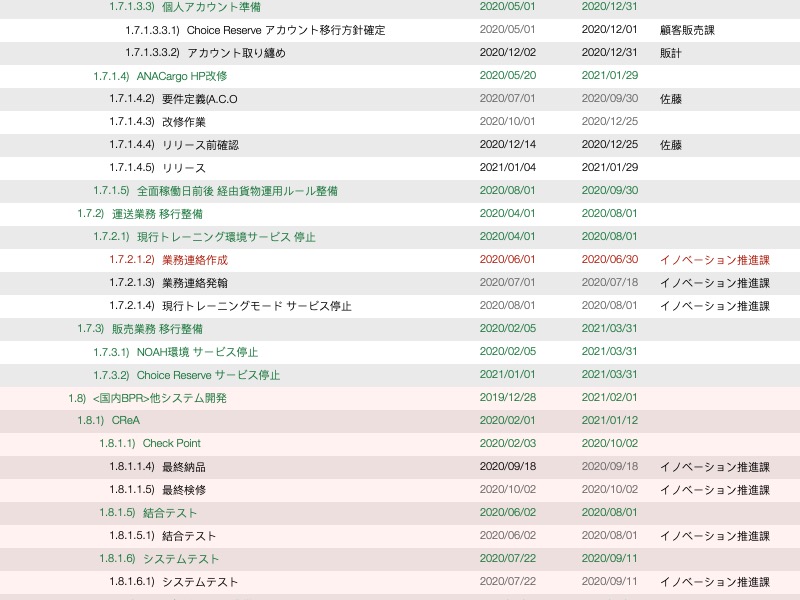 1.7.1.3.3) 個人アカウント準備 2020/05/01 2020/12/31
1.7.1.3.3.1) Choice Reserve アカウント移行方針確定 2020/05/01 2020/12/01 顧客販売課
1.7.1.3.3.2) アカウント取り纏め 2020/12/02 2020/12/31 販計
1.7.1.4) ANACargo HP改修 2020/05/20 2021/01/29
1.7.1.4.2) 要件定義(A.C.O 2020/07/01 2020/09/30 佐藤
1.7.1.4.3) 改修作業 2020/10/01 2020/12/25
1.7.1.4.4) リリース前確認 2020/12/14 2020/12/25 佐藤
1.7.1.4.5) リリース 2021/01/04 2021/01/29
1.7.1.5) 全面稼働日前後 経由貨物運用ルール整備 2020/08/01 2020/09/30
1.7.2) 運送業務 移行整備 2020/04/01 2020/08/01
1.7.2.1) 現行トレーニング環境サービス 停止 2020/04/01 2020/08/01
1.7.2.1.2) 業務連絡作成 2020/06/01 2020/06/30 イノベーション推進課
1.7.2.1.3) 業務連絡発翰 2020/07/01 2020/07/18 イノベーション推進課
1.7.2.1.4) 現行トレーニングモード サービス停止 2020/08/01 2020/08/01 イノベーション推進課
1.7.3) 販売業務 移行整備 2020/02/05 2021/03/31
1.7.3.1) NOAH環境 サービス停止 2020/02/05 2021/03/31
1.7.3.2) Choice Reserve サービス停止 2021/01/01 2021/03/31
1.8) <国内BPR>他システム開発 2019/12/28 2021/02/01
1.8.1) CReA 2020/02/01 2021/01/12
1.8.1.1) Check Point 2020/02/03 2020/10/02
1.8.1.1.4) 最終納品 2020/09/18 2020/09/18 イノベーション推進課
1.8.1.1.5) 最終検修 2020/10/02 2020/10/02 イノベーション推進課
1.8.1.5) 結合テスト 2020/06/02 2020/08/01
1.8.1.5.1) 結合テスト 2020/06/02 2020/08/01 イノベーション推進課
1.8.1.6) システムテスト 2020/07/22 2020/09/11
1.8.1.6.1) システムテスト 2020/07/22 2020/09/11 イノベーション推進課